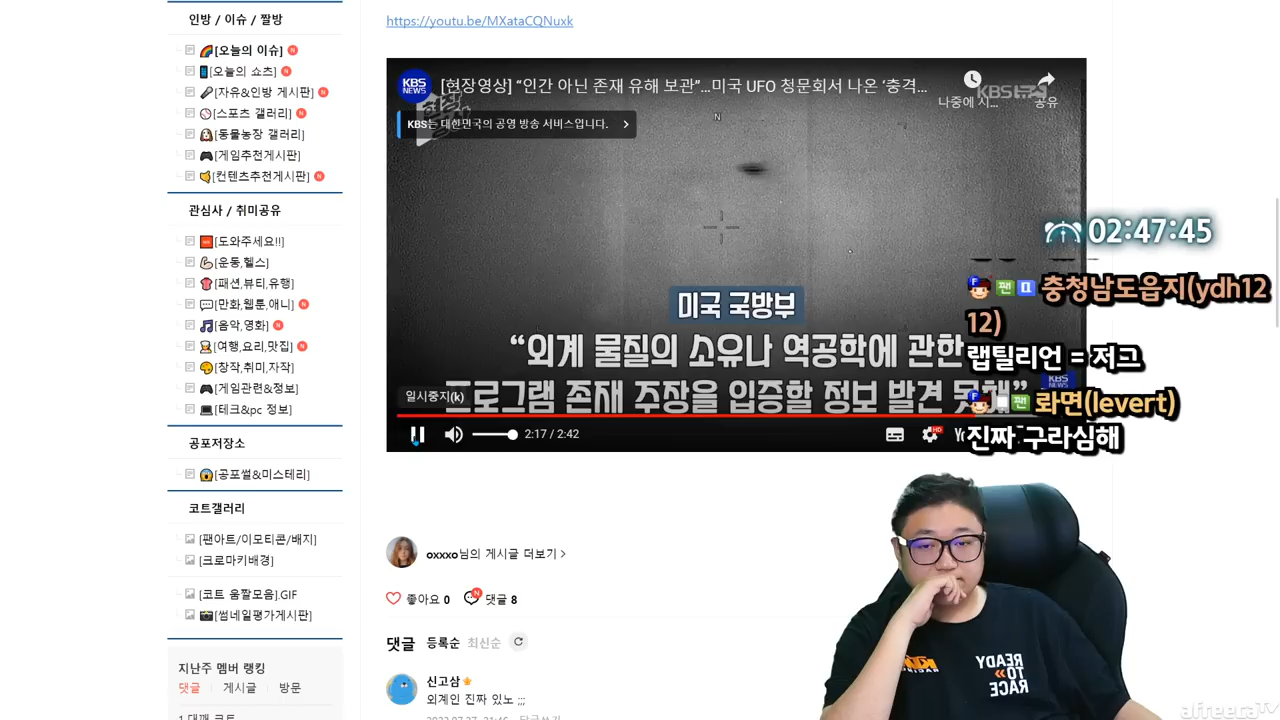 인방 / 이슈 / 짤방
[오늘의 이슈] N
[오늘의 쇼츠] N
[자유&인방 게시판] N
[스포츠 갤러리] N
[동물농장 갤러리]
[게임추천게시판]
[컨텐츠추천게시판] N
관심사 / 취미공유
[도와주세요!!]
[운동,헬스]
[패션,뷰티,유행]
[만화,웹툰,애니] N
[음악,영화] N
[여행,요리,맛집] N
[창작,취미,자작]
[게임관련&정보]
[테크&pc 정보]
공포저장소
[공포썰&미스테리]
코트갤러리
[팬아트/이모티콘/배지]
[크로마키배경]
[코트 움짤모음].GIF
[썸네일평가게시판]
지난주 멤버 랭킹
댓글 게시글 방문
https://youtu.be/MXataCQNuxk
KBS NEWS
[현장영상] “인간 아닌 존재 유해 보관”…미국 UFO 청문회서 나온 ‘충격...
나중에 시...
공유
KBS 뉴스
KBS는 대한민국의 공영 방송 서비스입니다.
N
미국 국방부
“외계 물질의 소유나 역공학에 관한
프로그램 존재 주장을 입증할 정보 발견 못해”
KBS NEWS
일시중지(k)
2:17 / 2:42
HD
02:47:45
F 팬 충청남도읍지(ydh12
12)
랩틸리언 = 저그
F 팬 롸면(levert)
진짜 구라심해
oxxxo님의 게시글 더보기
좋아요 0 댓글 8
N
댓글 등록순 최신순
신고삼
외계인 진짜 있노 ;;;
READY
TO
RACE
afreecaTV